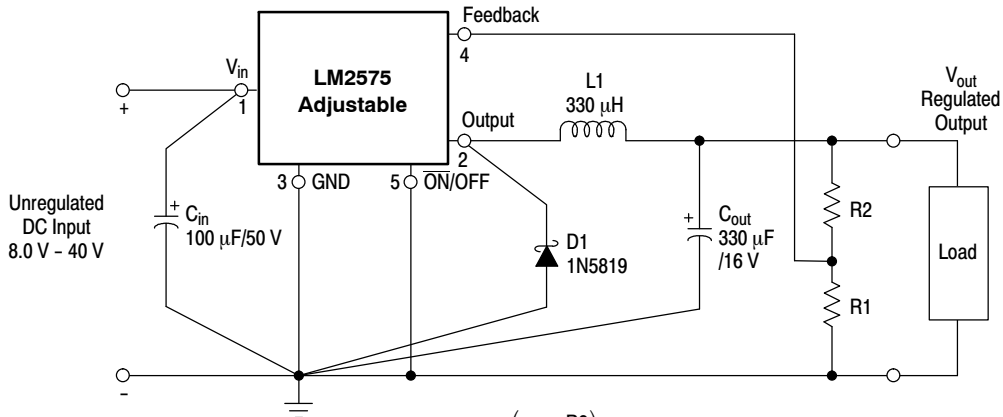 Feedback
4
V_in
1
LM2575
Adjustable
+
Output
2
L1
330 μH
V_out
Regulated
Output
3
GND
5
O̅N̅/OFF
Unregulated
DC Input
8.0 V – 40 V
+
C_in
100 μF/50 V
D1
1N5819
+
C_out
330 μF
/16 V
R2
Load
R1
-